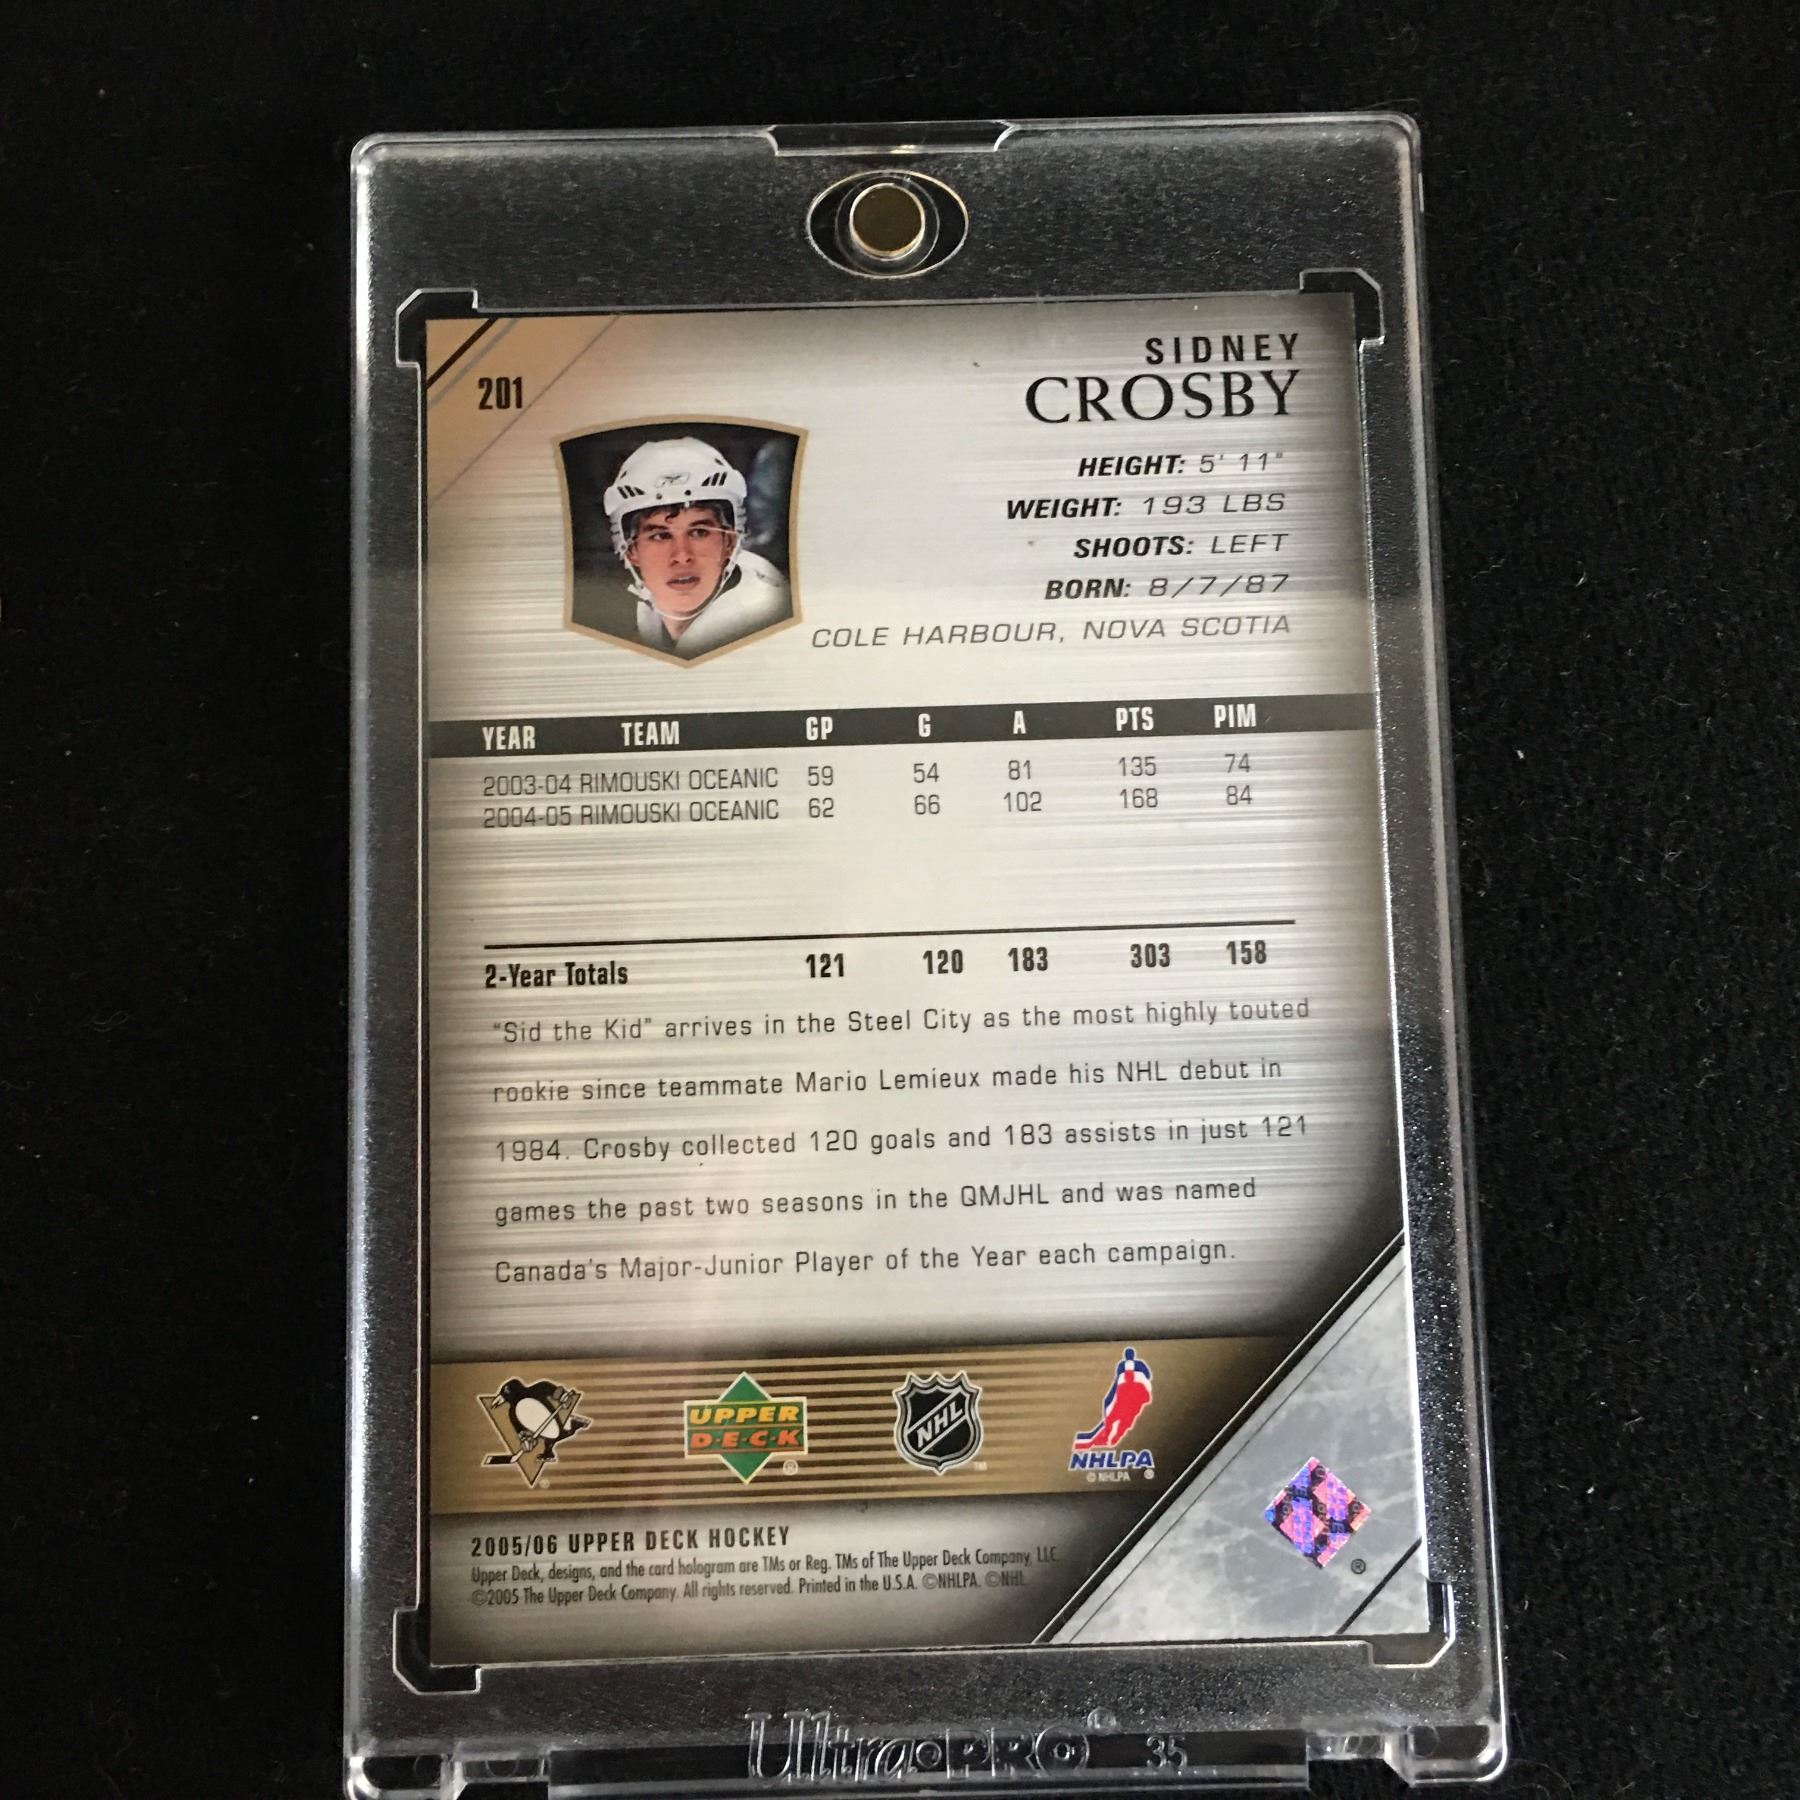 201
SIDNEY
CROSBY
HEIGHT: 5' 11"
WEIGHT: 193 LBS
SHOOTS: LEFT
BORN: 8/7/87
COLE HARBOUR, NOVA SCOTIA
YEAR TEAM GP G A PTS PIM
2003-04 RIMOUSKI OCEANIC 59 54 81 135 74
2004-05 RIMOUSKI OCEANIC 62 66 102 168 84
2-Year Totals 121 120 183 303 158
"Sid the Kid" arrives in the Steel City as the most highly touted
rookie since teammate Mario Lemieux made his NHL debut in
1984. Crosby collected 120 goals and 183 assists in just 121
games the past two seasons in the QMJHL and was named
Canada's Major-Junior Player of the Year each campaign.
UPPER
D·E·C·K
®
NHL
TM
NHLPA
© NHLPA ®
2005/06 UPPER DECK HOCKEY
Upper Deck, designs, and the card hologram are TMs or Reg. TMs of The Upper Deck Company, LLC
©2005 The Upper Deck Company. All rights reserved. Printed in the U.S.A. ©NHLPA. ©NHL
®
Ultra·PRO® 35